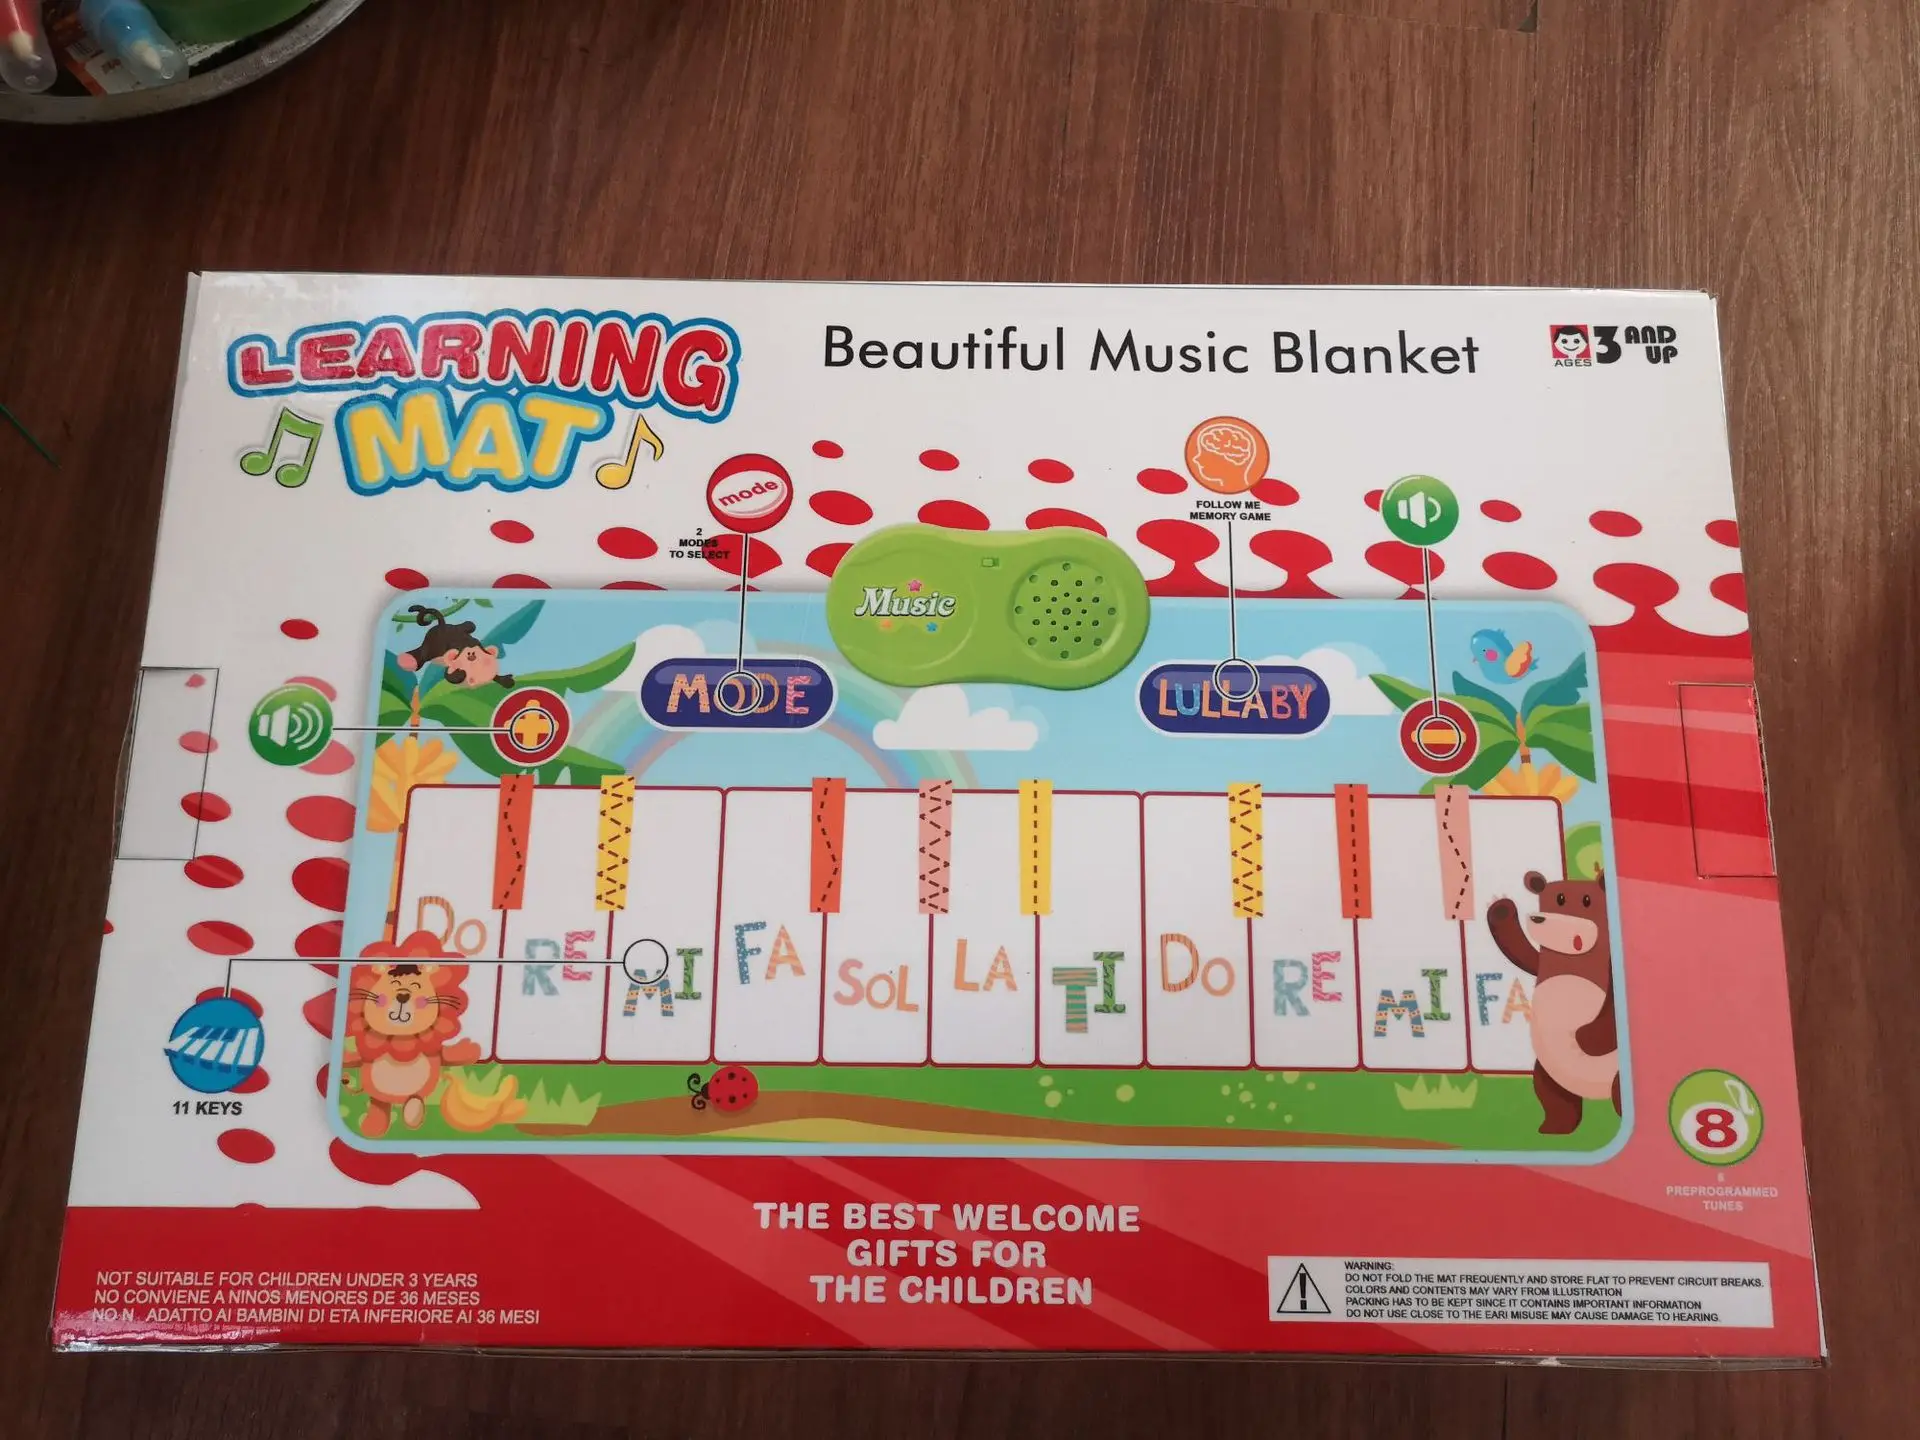 LEARNING
MAT
Beautiful Music Blanket
AGES 3 AND UP
mode
2
MODES
TO SELECT
FOLLOW ME
MEMORY GAME
Music
MODE
LULLABY
DO RE MI FA SOL LA TI DO RE MI FA
11 KEYS
8
8
PREPROGRAMMED
TUNES
THE BEST WELCOME
GIFTS FOR
THE CHILDREN
NOT SUITABLE FOR CHILDREN UNDER 3 YEARS
NO CONVIENE A NINOS MENORES DE 36 MESES
NO N ADATTO AI BAMBINI DI ETA INFERIORE AI 36 MESI
WARNING:
DO NOT FOLD THE MAT FREQUENTLY AND STORE FLAT TO PREVENT CIRCUIT BREAKS.
COLORS AND CONTENTS MAY VARY FROM ILLUSTRATION
PACKING HAS TO BE KEPT SINCE IT CONTAINS IMPORTANT INFORMATION
DO NOT USE CLOSE TO THE EAR! MISUSE MAY CAUSE DAMAGE TO HEARING.